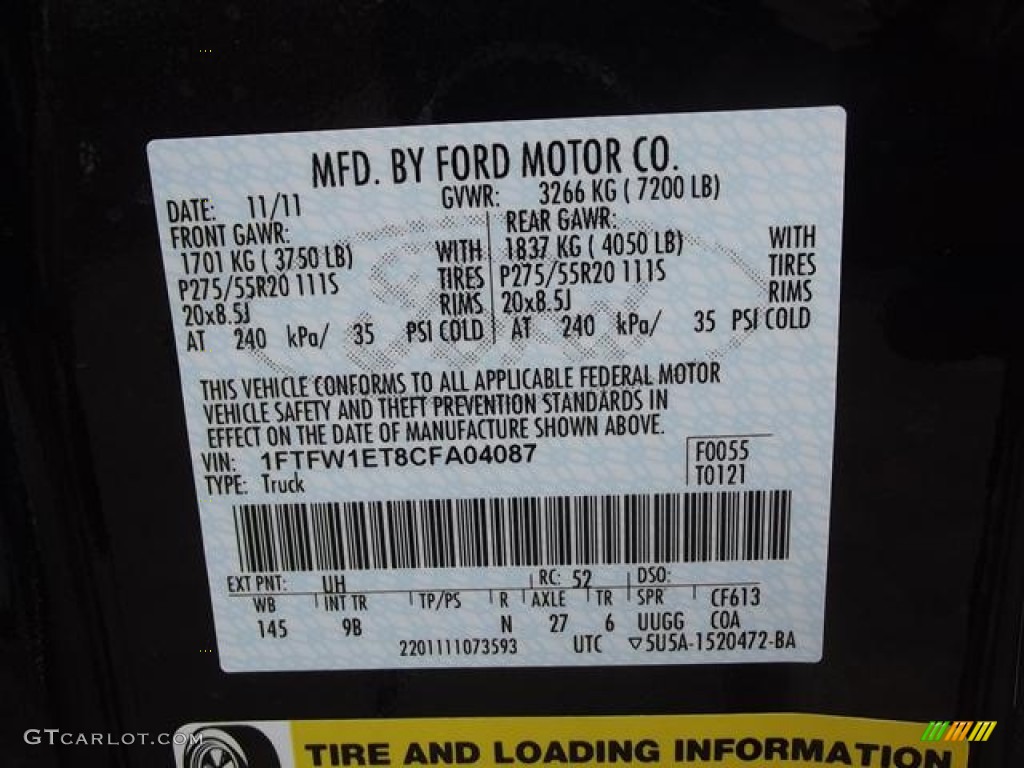 MFD. BY FORD MOTOR CO.
DATE: 11/11 GVWR: 3266 KG ( 7200 LB)
FRONT GAWR: REAR GAWR:
1701 KG ( 3750 LB) WITH 1837 KG ( 4050 LB) WITH
P275/55R20 111S TIRES P275/55R20 111S TIRES
20x8.5J RIMS 20x8.5J RIMS
AT 240 kPa/ 35 PSI COLD AT 240 kPa/ 35 PSI COLD
THIS VEHICLE CONFORMS TO ALL APPLICABLE FEDERAL MOTOR
VEHICLE SAFETY AND THEFT PREVENTION STANDARDS IN
EFFECT ON THE DATE OF MANUFACTURE SHOWN ABOVE.
VIN: 1FTFW1ET8CFA04087 F0055
TYPE: Truck T0121
EXT PNT: UH RC: 52 DSO:
WB INT TR TP/PS R AXLE TR SPR CF613
145 9B N 27 6 UUGG COA
2201111073593 UTC ▽5U5A-1520472-BA
TIRE AND LOADING INFORMATION
GTCARLOT.COM